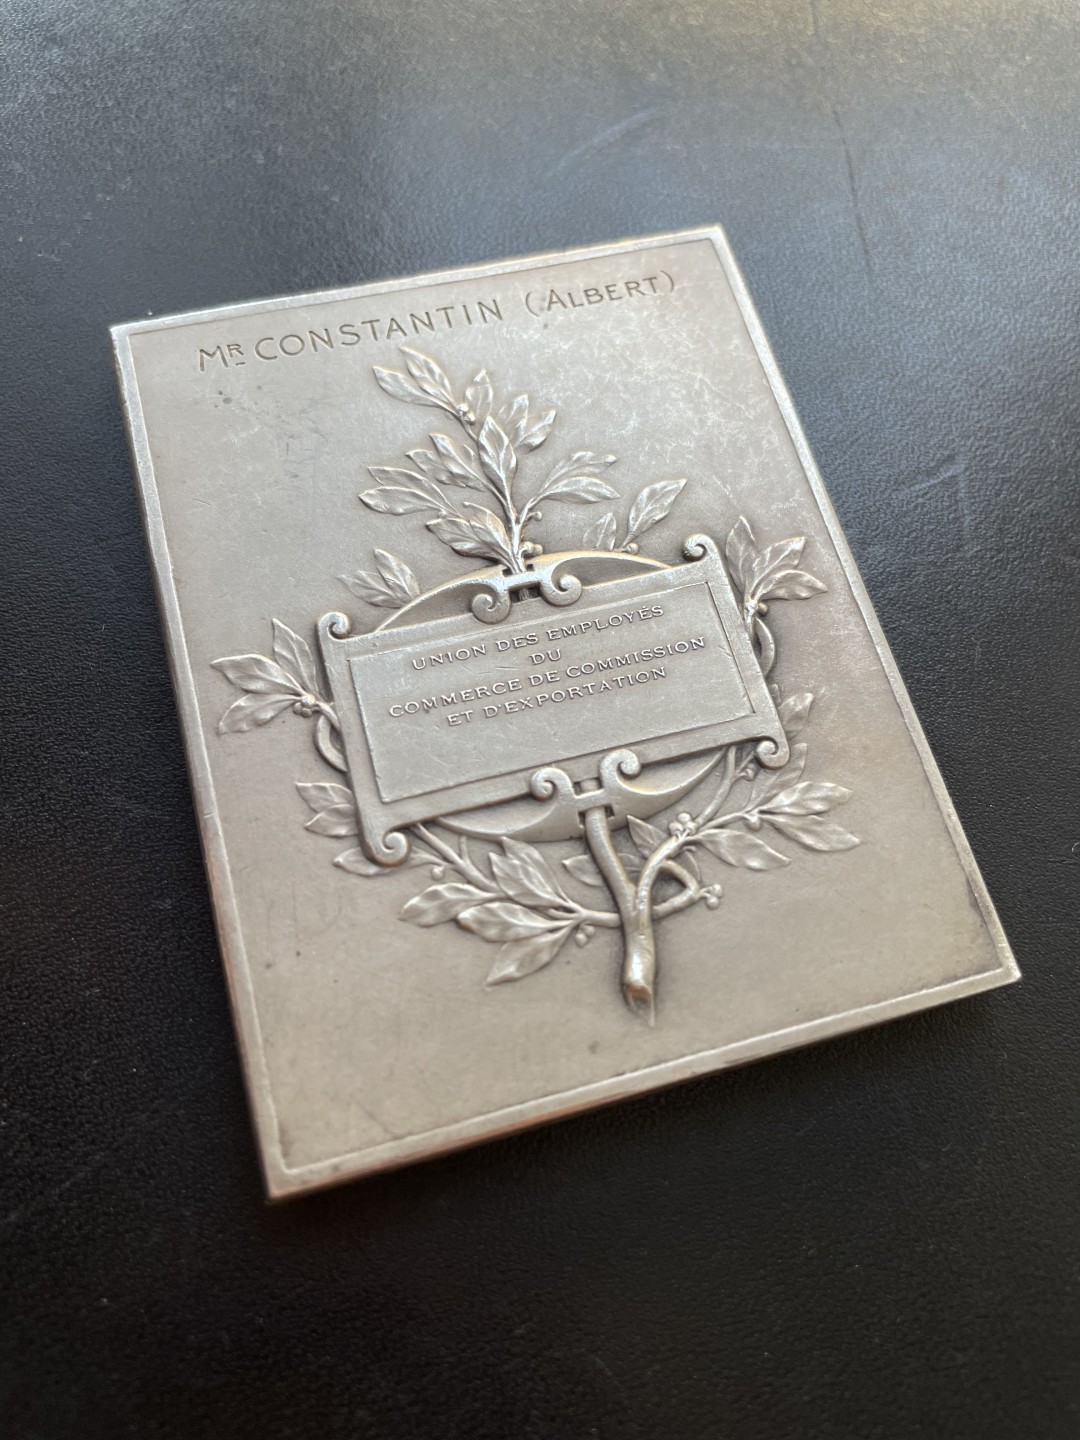 MR CONSTANTIN (ALBERT)
UNION DES EMPLOYÉS
DU
COMMERCE DE COMMISSION
ET D'EXPORTATION